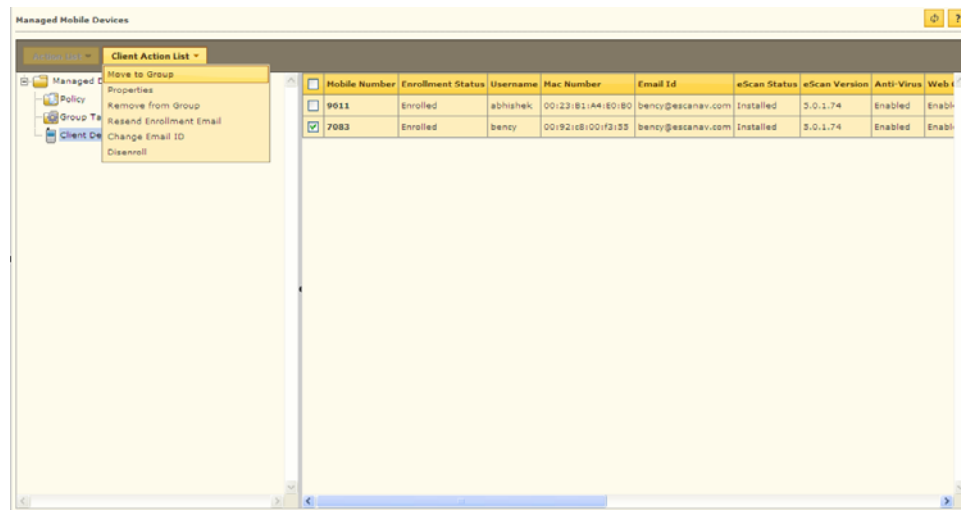 Managed Mobile Devices
?
Action List Client Action List
Move to Group
Properties
Remove from Group
Resend Enrollment Email
Change Email ID
Disenroll
Managed
Policy
Group Ta
Client De
Mobile Number Enrollment Status Username Mac Number Email Id eScan Status eScan Version Anti-Virus Web
9611 Enrolled abhishek 00:23:B1:A4:E0:80 bency@escanav.com Installed 5.0.1.74 Enabled Enabl
7083 Enrolled bency 00:92:c8:00:f3:55 bency@escanav.com Installed 5.0.1.74 Enabled Enabl